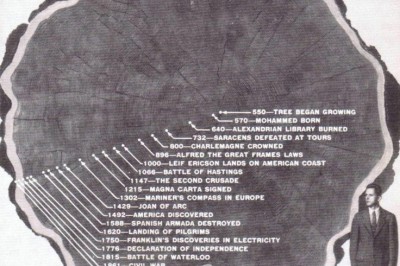 550—TREE BEGAN GROWING
570—MOHAMMED BORN
640—ALEXANDRIAN LIBRARY BURNED
732—SARACENS DEFEATED AT TOURS
800—CHARLEMAGNE CROWNED
896—ALFRED THE GREAT FRAMES LAWS
1000—LEIF ERICSON LANDS ON AMERICAN COAST
1066—BATTLE OF HASTINGS
1147—THE SECOND CRUSADE
1215—MAGNA CARTA SIGNED
1302—MARINER'S COMPASS IN EUROPE
1429—JOAN OF ARC
1492—AMERICA DISCOVERED
1588—SPANISH ARMADA DESTROYED
1620—LANDING OF PILGRIMS
1750—FRANKLIN'S DISCOVERIES IN ELECTRICITY
1776—DECLARATION OF INDEPENDENCE
1815—BATTLE OF WATERLOO
1861—CIVIL WAR